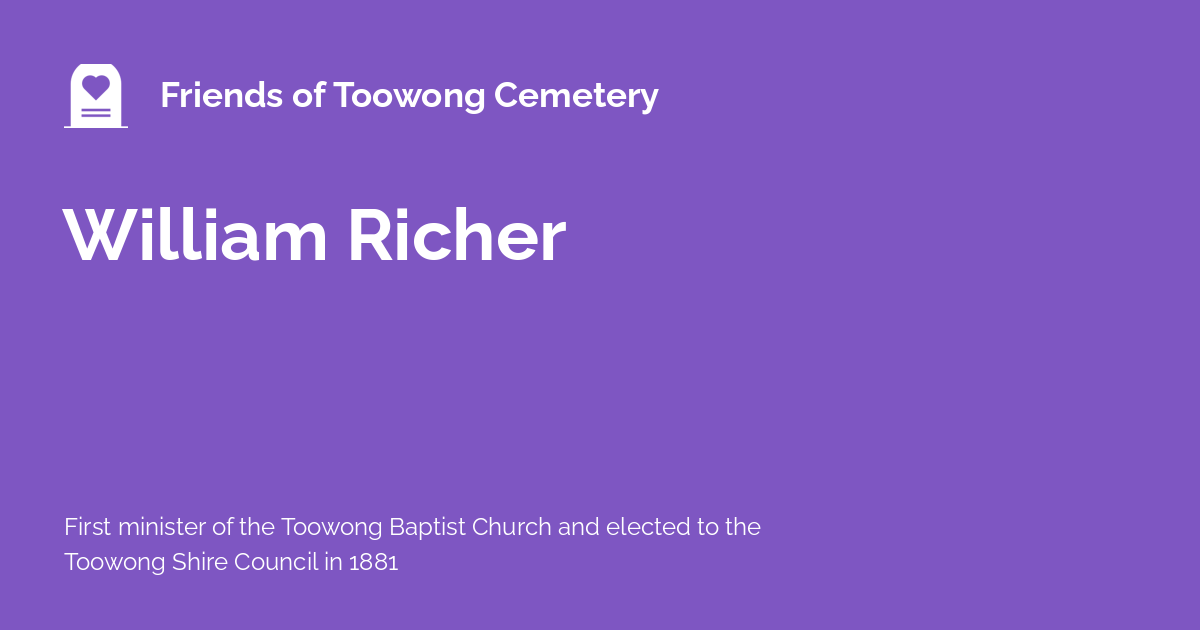 Friends of Toowong Cemetery
William Richer
First minister of the Toowong Baptist Church and elected to the
Toowong Shire Council in 1881